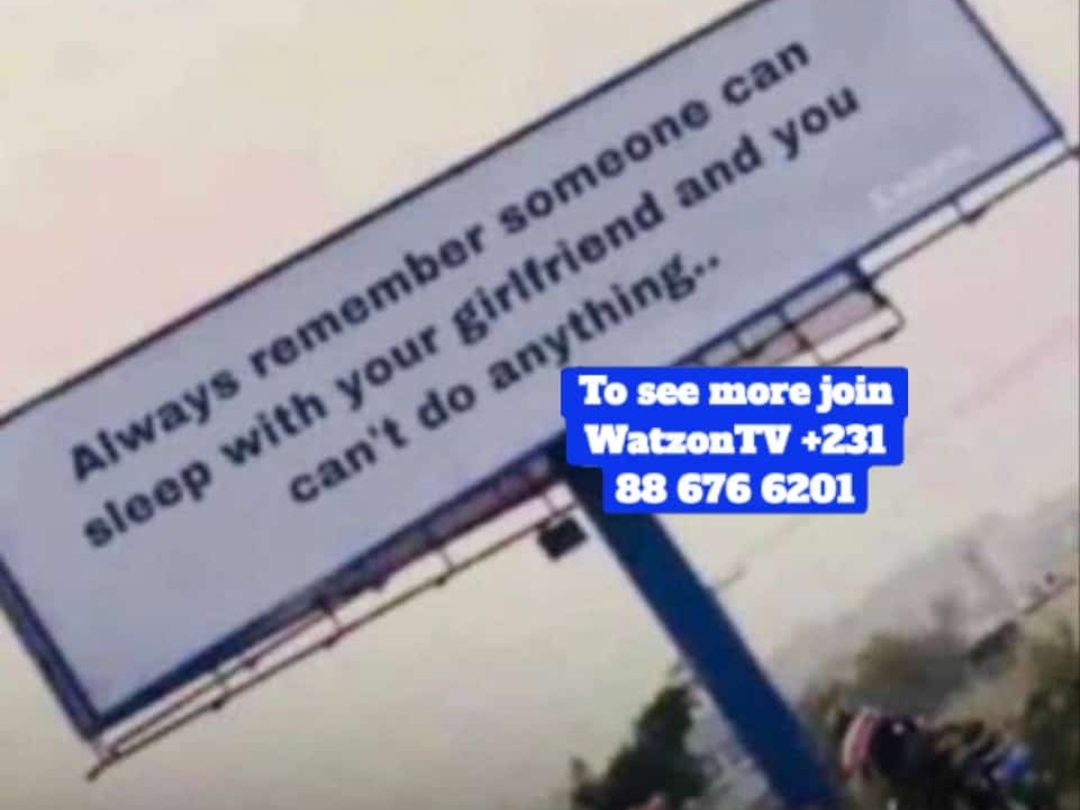 Always remember someone can
sleep with your girlfriend and you
can't do anything..
To see more join
WatzonTV +231
88 676 6201